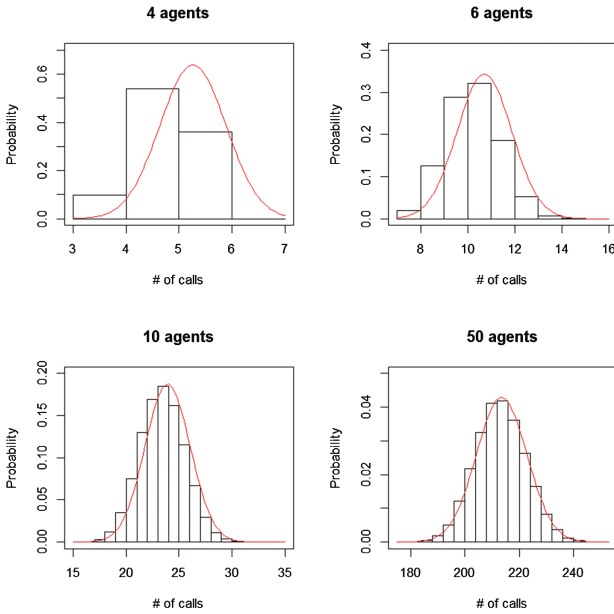 4 agents
Probability
0.0 0.2 0.4 0.6
3 4 5 6 7
# of calls
6 agents
Probability
0.0 0.1 0.2 0.3 0.4
8 10 12 14 16
# of calls
10 agents
Probability
0.00 0.05 0.10 0.15 0.20
15 20 25 30 35
# of calls
50 agents
Probability
0.00 0.02 0.04
180 200 220 240
# of calls